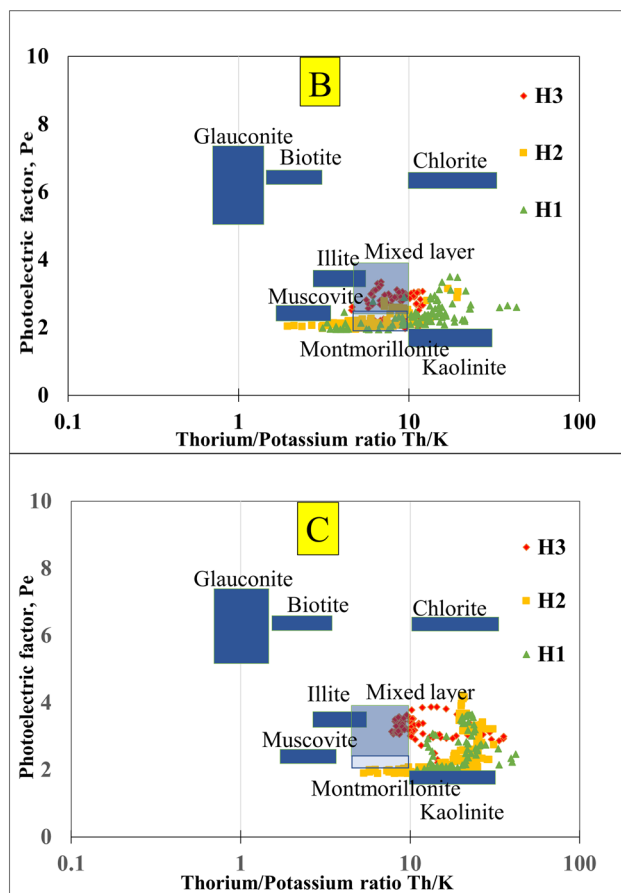 10
B
H3
8
Glauconite
Biotite
Chlorite
H2
6
H1
Illite
Mixed layer
4
Muscovite
2
Montmorillonite
Kaolinite
0
0.1
1
10
100
Photoelectric factor, Pe
Thorium/Potassium ratio Th/K
10
C
H3
8
Glauconite
Biotite
Chlorite
H2
6
H1
Illite
Mixed layer
4
Muscovite
2
Montmorillonite
Kaolinite
0
0.1
1
10
100
Photoelectric factor, Pe
Thorium/Potassium ratio Th/K